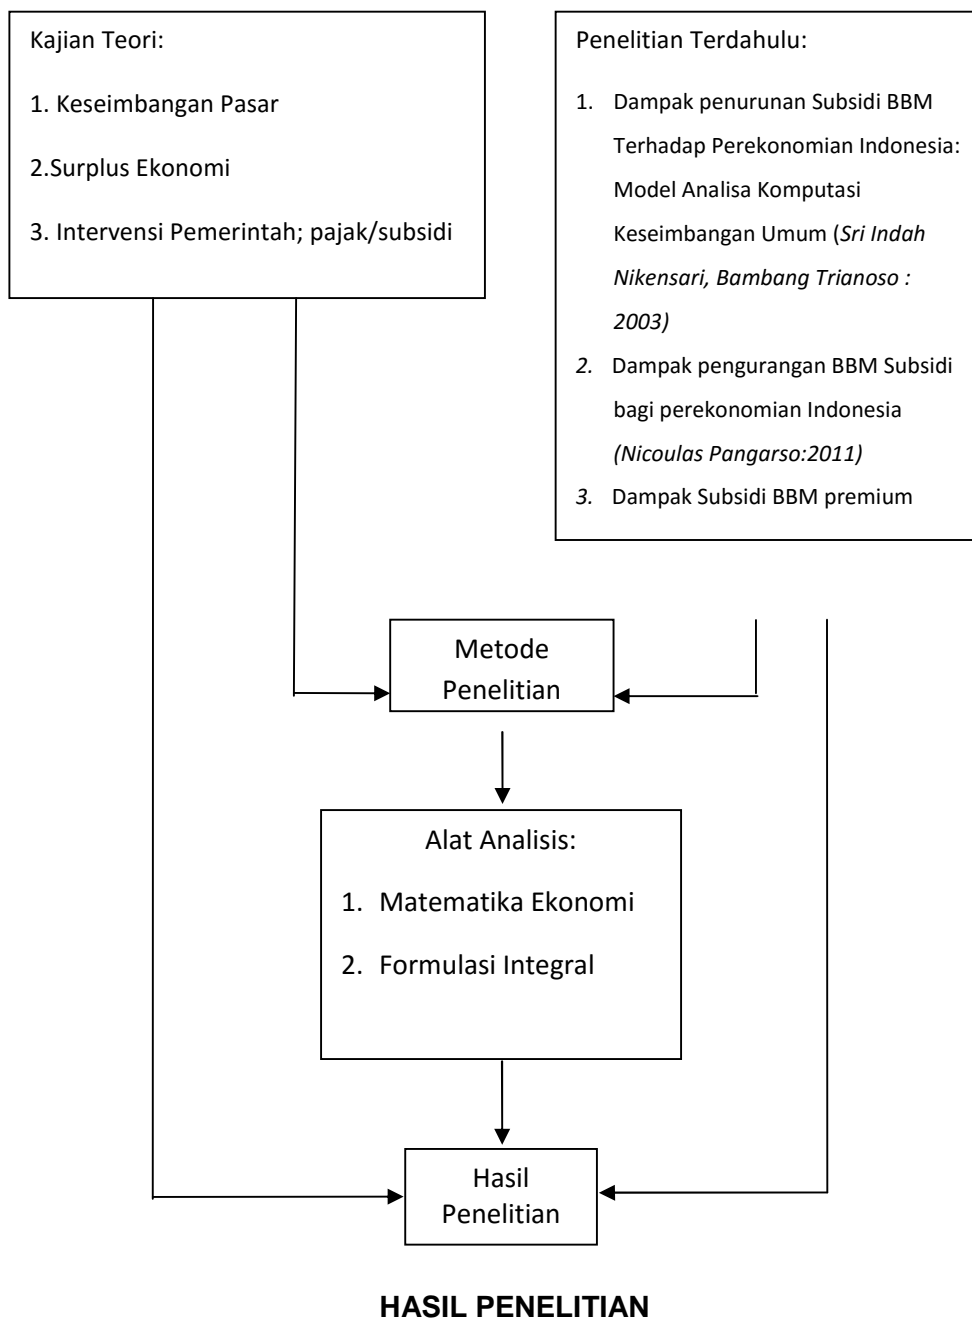 Kajian Teori:
1. Keseimbangan Pasar
2.Surplus Ekonomi
3. Intervensi Pemerintah; pajak/subsidi
Penelitian Terdahulu:
1. Dampak penurunan Subsidi BBM
Terhadap Perekonomian Indonesia:
Model Analisa Komputasi
Keseimbangan Umum (Sri Indah
Nikensari, Bambang Trianoso :
2003)
2. Dampak pengurangan BBM Subsidi
bagi perekonomian Indonesia
(Nicoulas Pangarso:2011)
3. Dampak Subsidi BBM premium
Metode
Penelitian
Alat Analisis:
1. Matematika Ekonomi
2. Formulasi Integral
Hasil
Penelitian
HASIL PENELITIAN